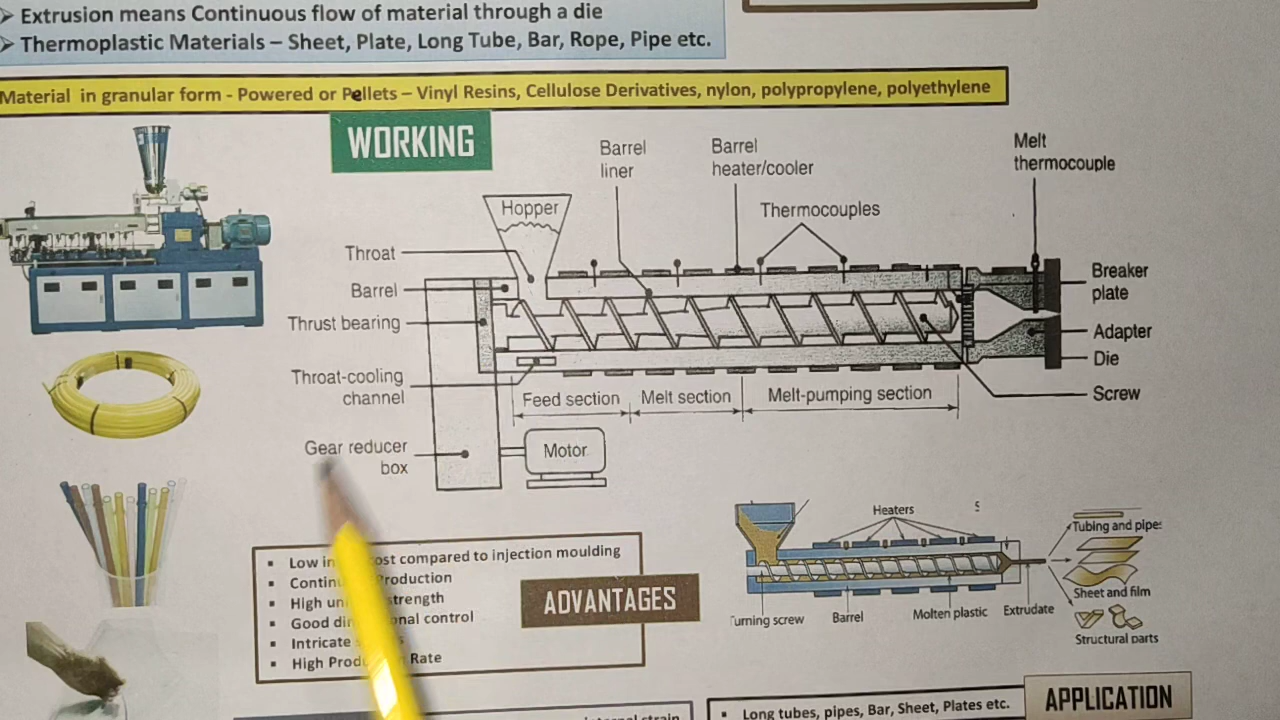 Extrusion means Continuous flow of material through a die
Thermoplastic Materials – Sheet, Plate, Long Tube, Bar, Rope, Pipe etc.
Material in granular form - Powered or Pellets – Vinyl Resins, Cellulose Derivatives, nylon, polypropylene, polyethylene
WORKING
Barrel
liner
Barrel
heater/cooler
Melt
thermocouple
Hopper
Thermocouples
Throat
Barrel
Thrust bearing
Throat-cooling
channel
Gear reducer
box
Breaker
plate
Adapter
Die
Screw
Feed section
Melt section
Melt-pumping section
Motor
Low in ost compared to injection moulding
Contin Production
High un strength
Good di onal control
Intricate
High Prod n Rate
ADVANTAGES
Heaters
Tubing and pipe
Sheet and film
Structural parts
Turning screw
Barrel
Molten plastic
Extrudate
strain
Long tubes, pipes, Bar, Sheet, Plates etc.
APPLICATION